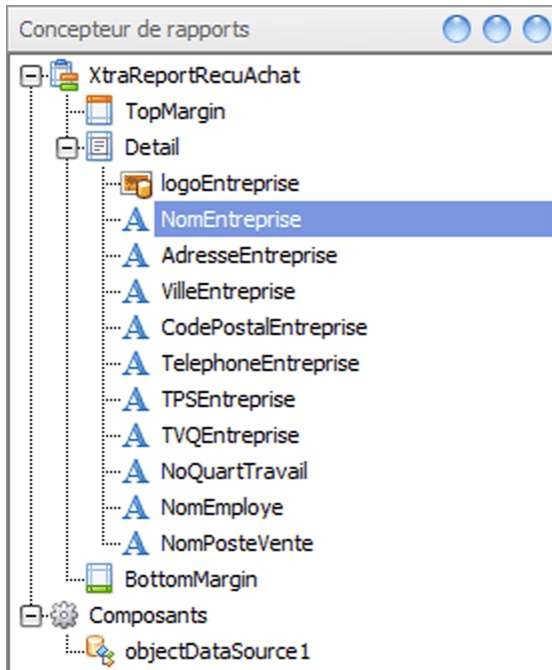 Concepteur de rapports
XtraReportRecuAchat
TopMargin
Detail
logoEntreprise
NomEntreprise
AdresseEntreprise
VilleEntreprise
CodePostalEntreprise
TelephoneEntreprise
TPSEntreprise
TVQEntreprise
NoQuartTravail
NomEmploye
NomPosteVente
BottomMargin
Composants
objectDataSource1